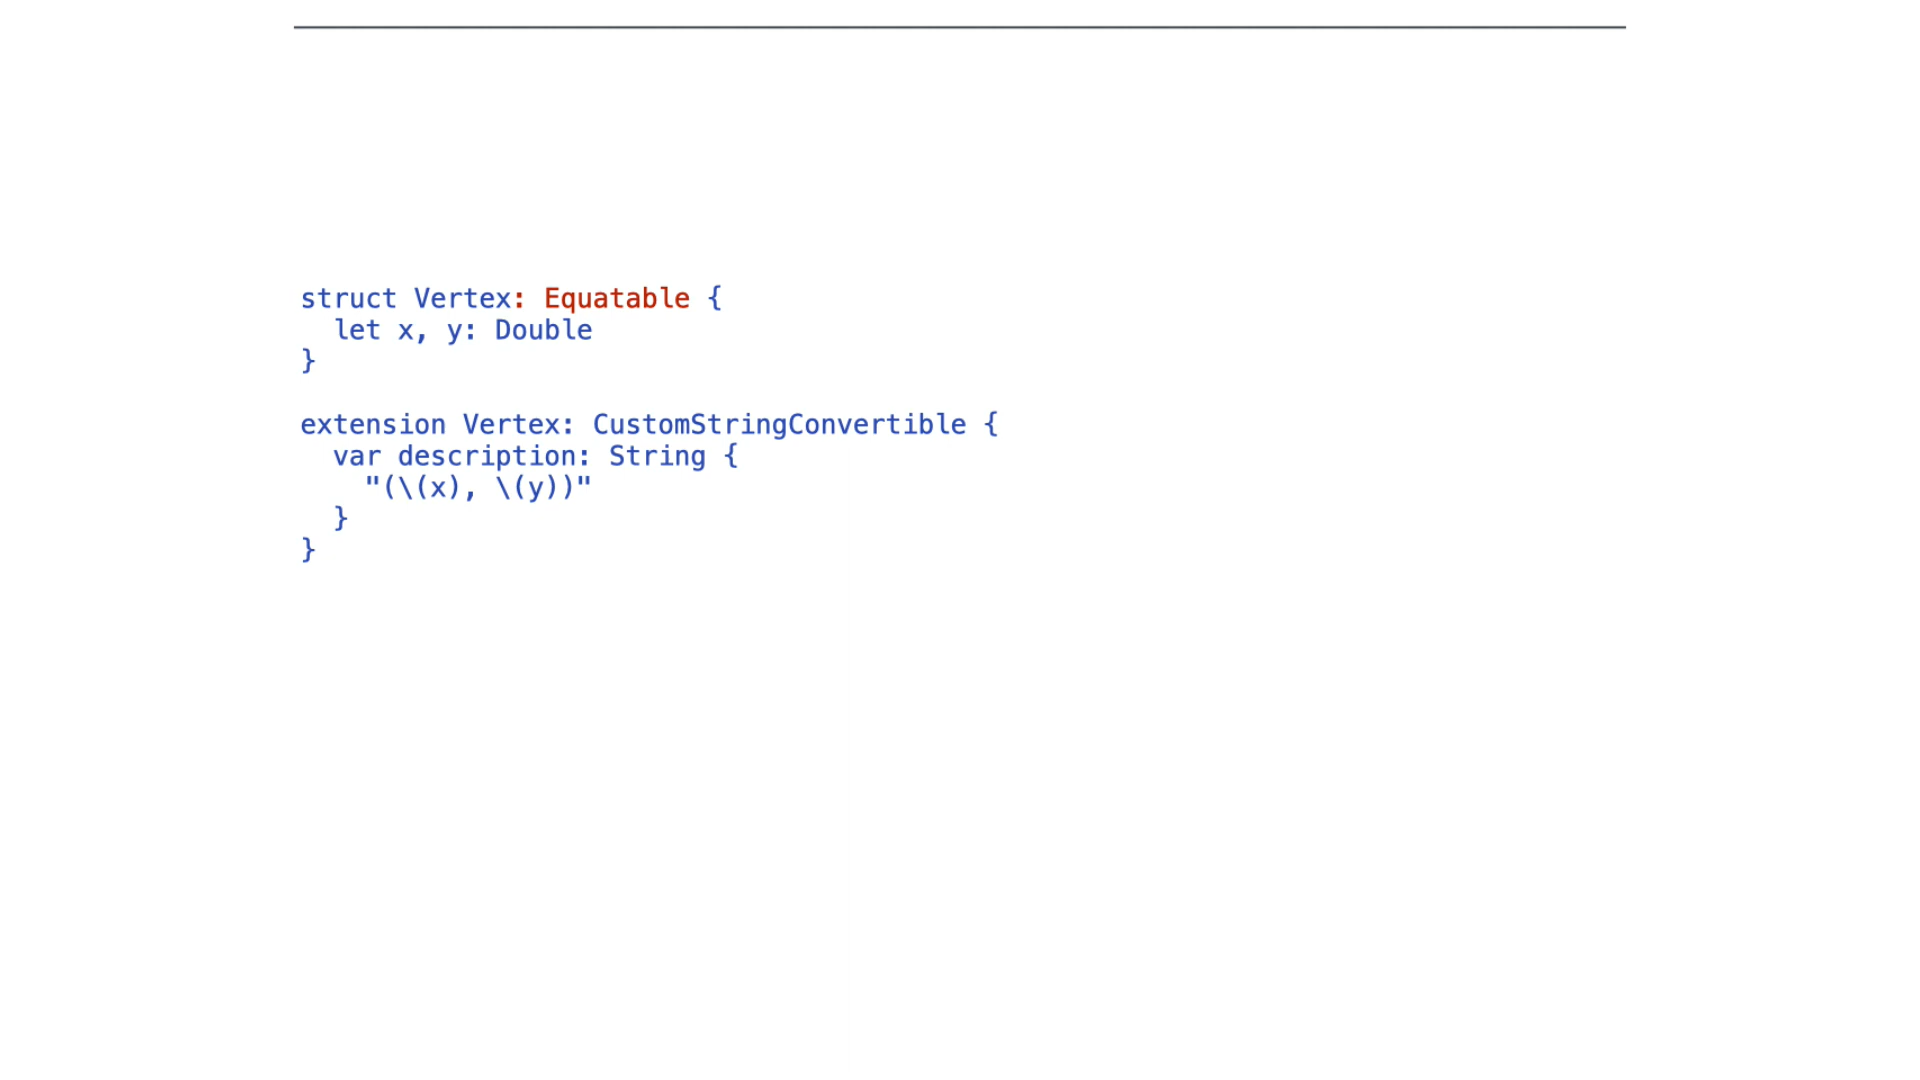 struct Vertex: Equatable {
  let x, y: Double
}

extension Vertex: CustomStringConvertible {
  var description: String {
    "(\(x), \(y))"
  }
}